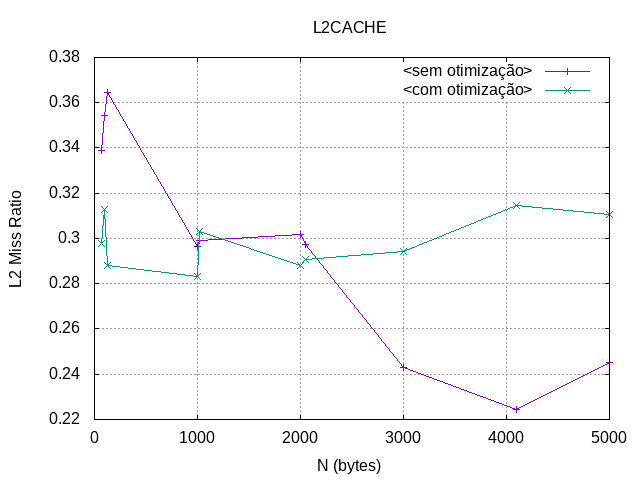 L2CACHE
<sem otimização>
<com otimização>
0.38
0.36
0.34
0.32
0.3
0.28
0.26
0.24
0.22
L2 Miss Ratio
0 1000 2000 3000 4000 5000
N (bytes)